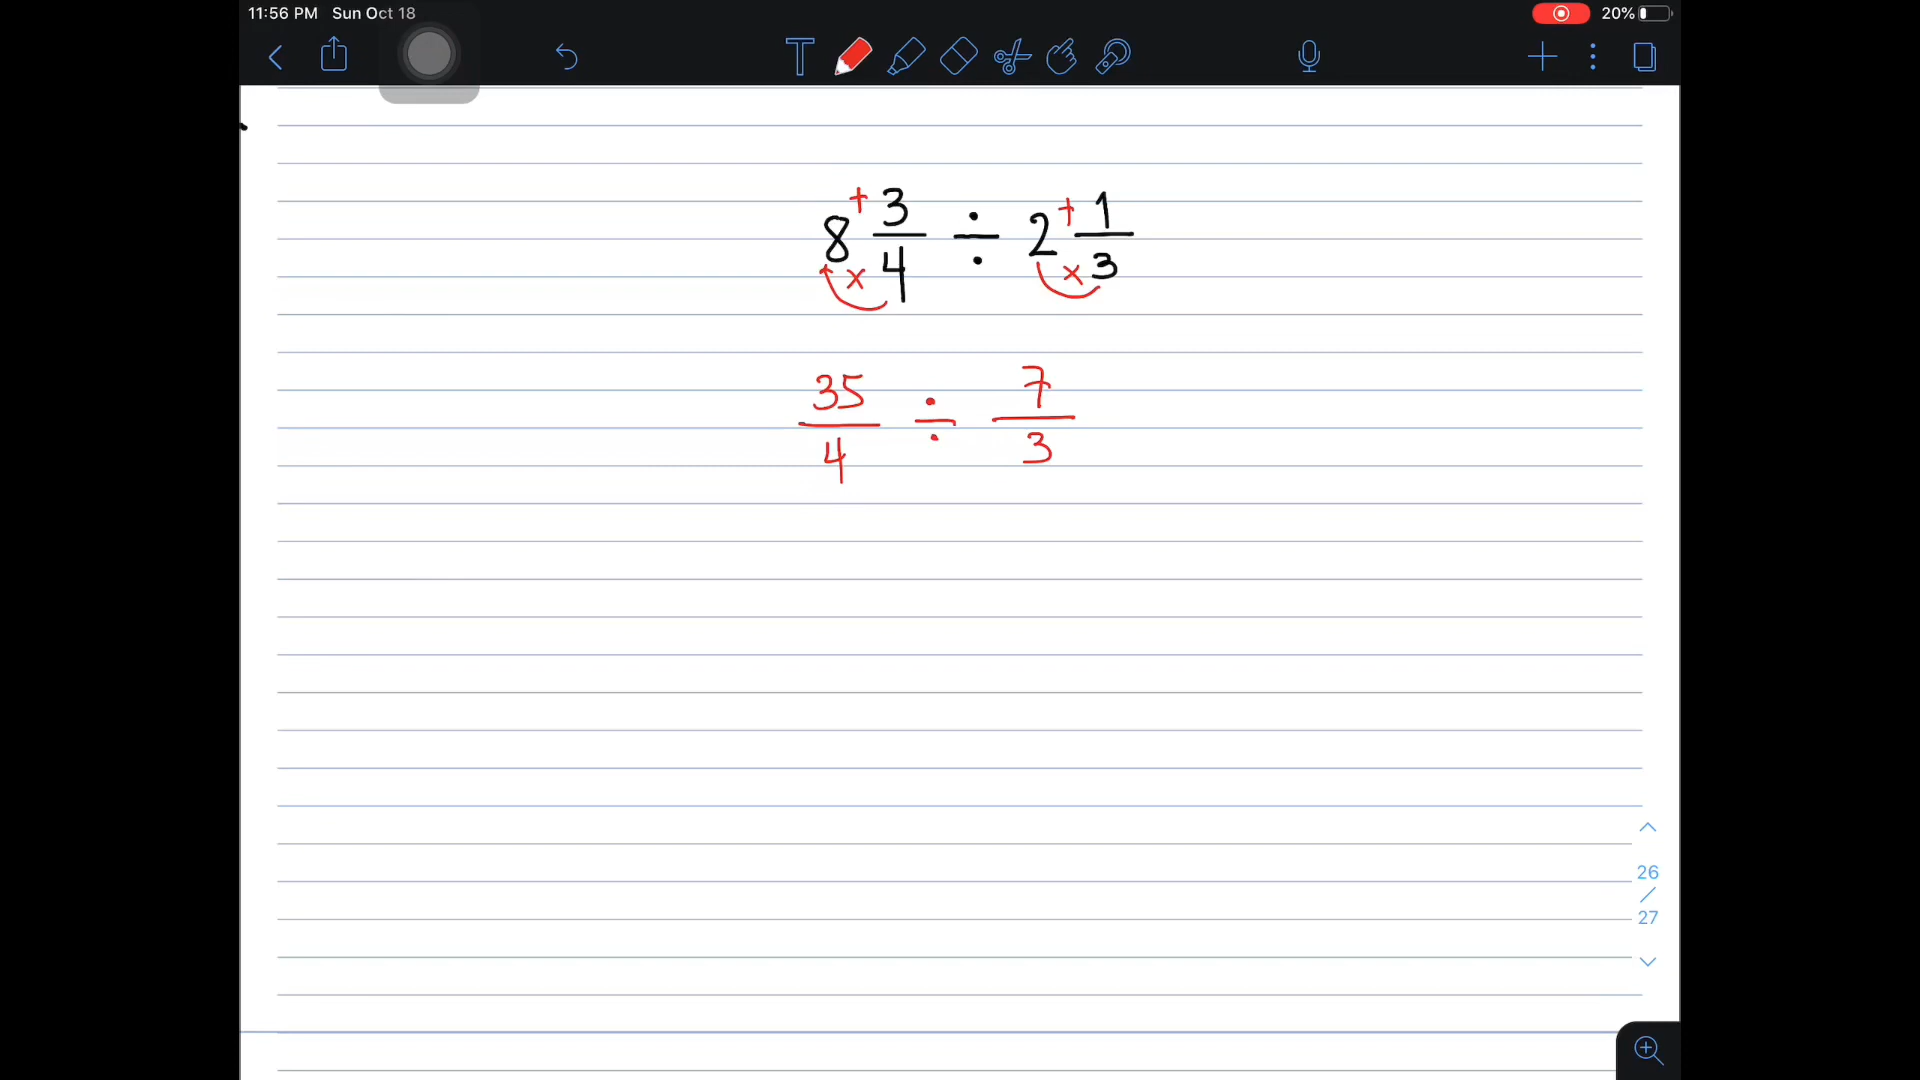 11:56 PM Sun Oct 18 20%
8 + 3/4 ÷ 2 + 1/3
x x
35/4 ÷ 7/3
26
/
27